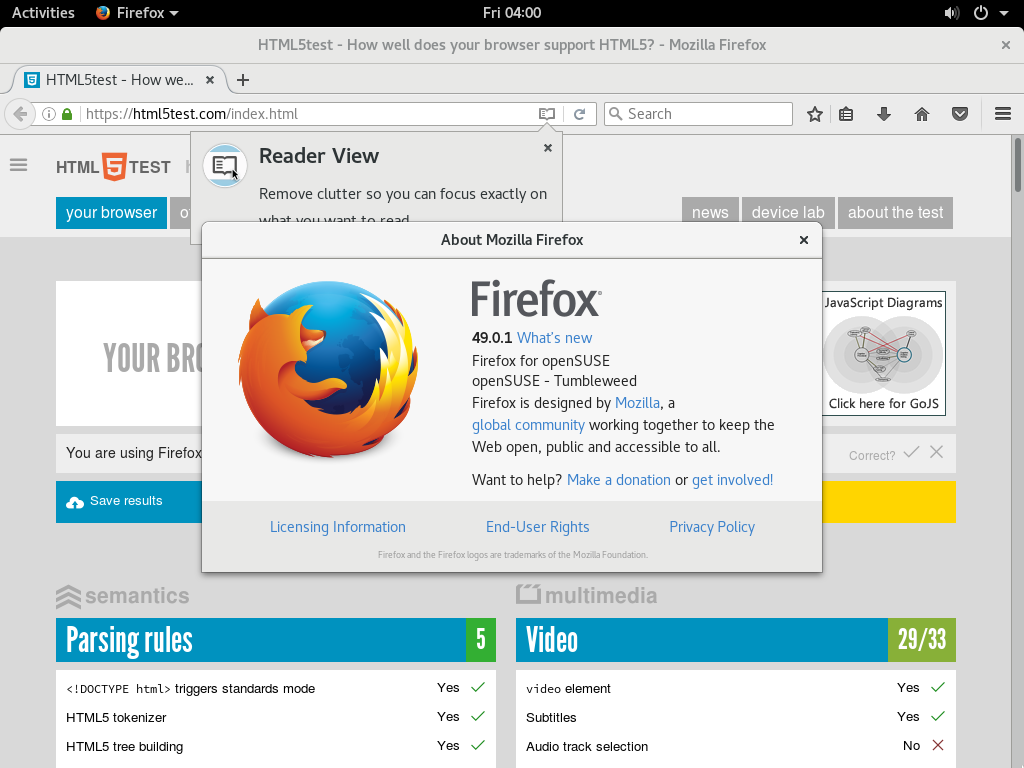 Activities Firefox Fri 04:00
HTML5test - How well does your browser support HTML5? - Mozilla Firefox
HTML5test - How we...
https://html5test.com/index.html Search
Reader View
Remove clutter so you can focus exactly on
what you want to read
HTML 5 TEST
your browser news device lab about the test
About Mozilla Firefox
Firefox
49.0.1 What's new
Firefox for openSUSE
openSUSE - Tumbleweed
Firefox is designed by Mozilla, a
global community working together to keep the
Web open, public and accessible to all.
Want to help? Make a donation or get involved!
Licensing Information End-User Rights Privacy Policy
Firefox and the Firefox logos are trademarks of the Mozilla Foundation.
JavaScript Diagrams
Click here for GoJS
YOUR BRO
You are using Firefox Correct?
Save results
semantics multimedia
Parsing rules 5 Video 29/33
<!DOCTYPE html> triggers standards mode Yes video element Yes
HTML5 tokenizer Yes Subtitles Yes
HTML5 tree building Yes Audio track selection No